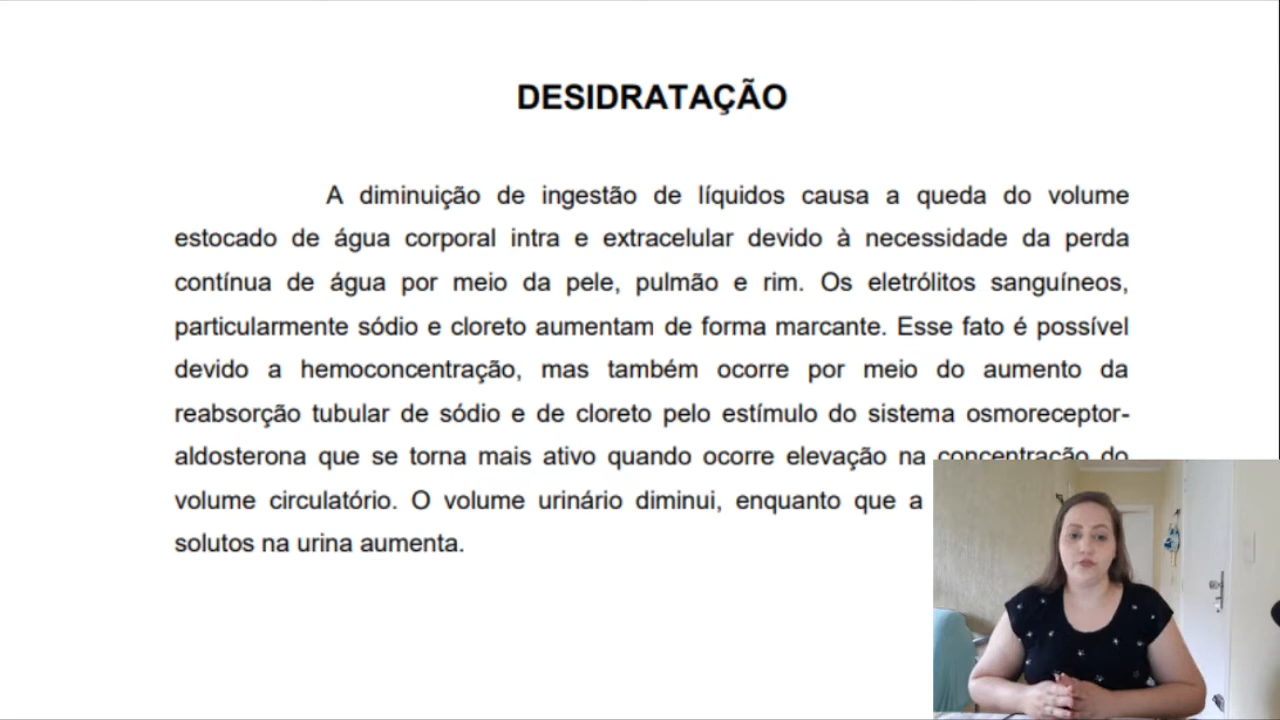 DESIDRATAÇÃO
A diminuição de ingestão de líquidos causa a queda do volume
estocado de água corporal intra e extracelular devido à necessidade da perda
contínua de água por meio da pele, pulmão e rim. Os eletrólitos sanguíneos,
particularmente sódio e cloreto aumentam de forma marcante. Esse fato é possível
devido a hemoconcentração, mas também ocorre por meio do aumento da
reabsorção tubular de sódio e de cloreto pelo estímulo do sistema osmoreceptor-
aldosterona que se torna mais ativo quando ocorre elevação na concentração do
volume circulatório. O volume urinário diminui, enquanto que a
solutos na urina aumenta.